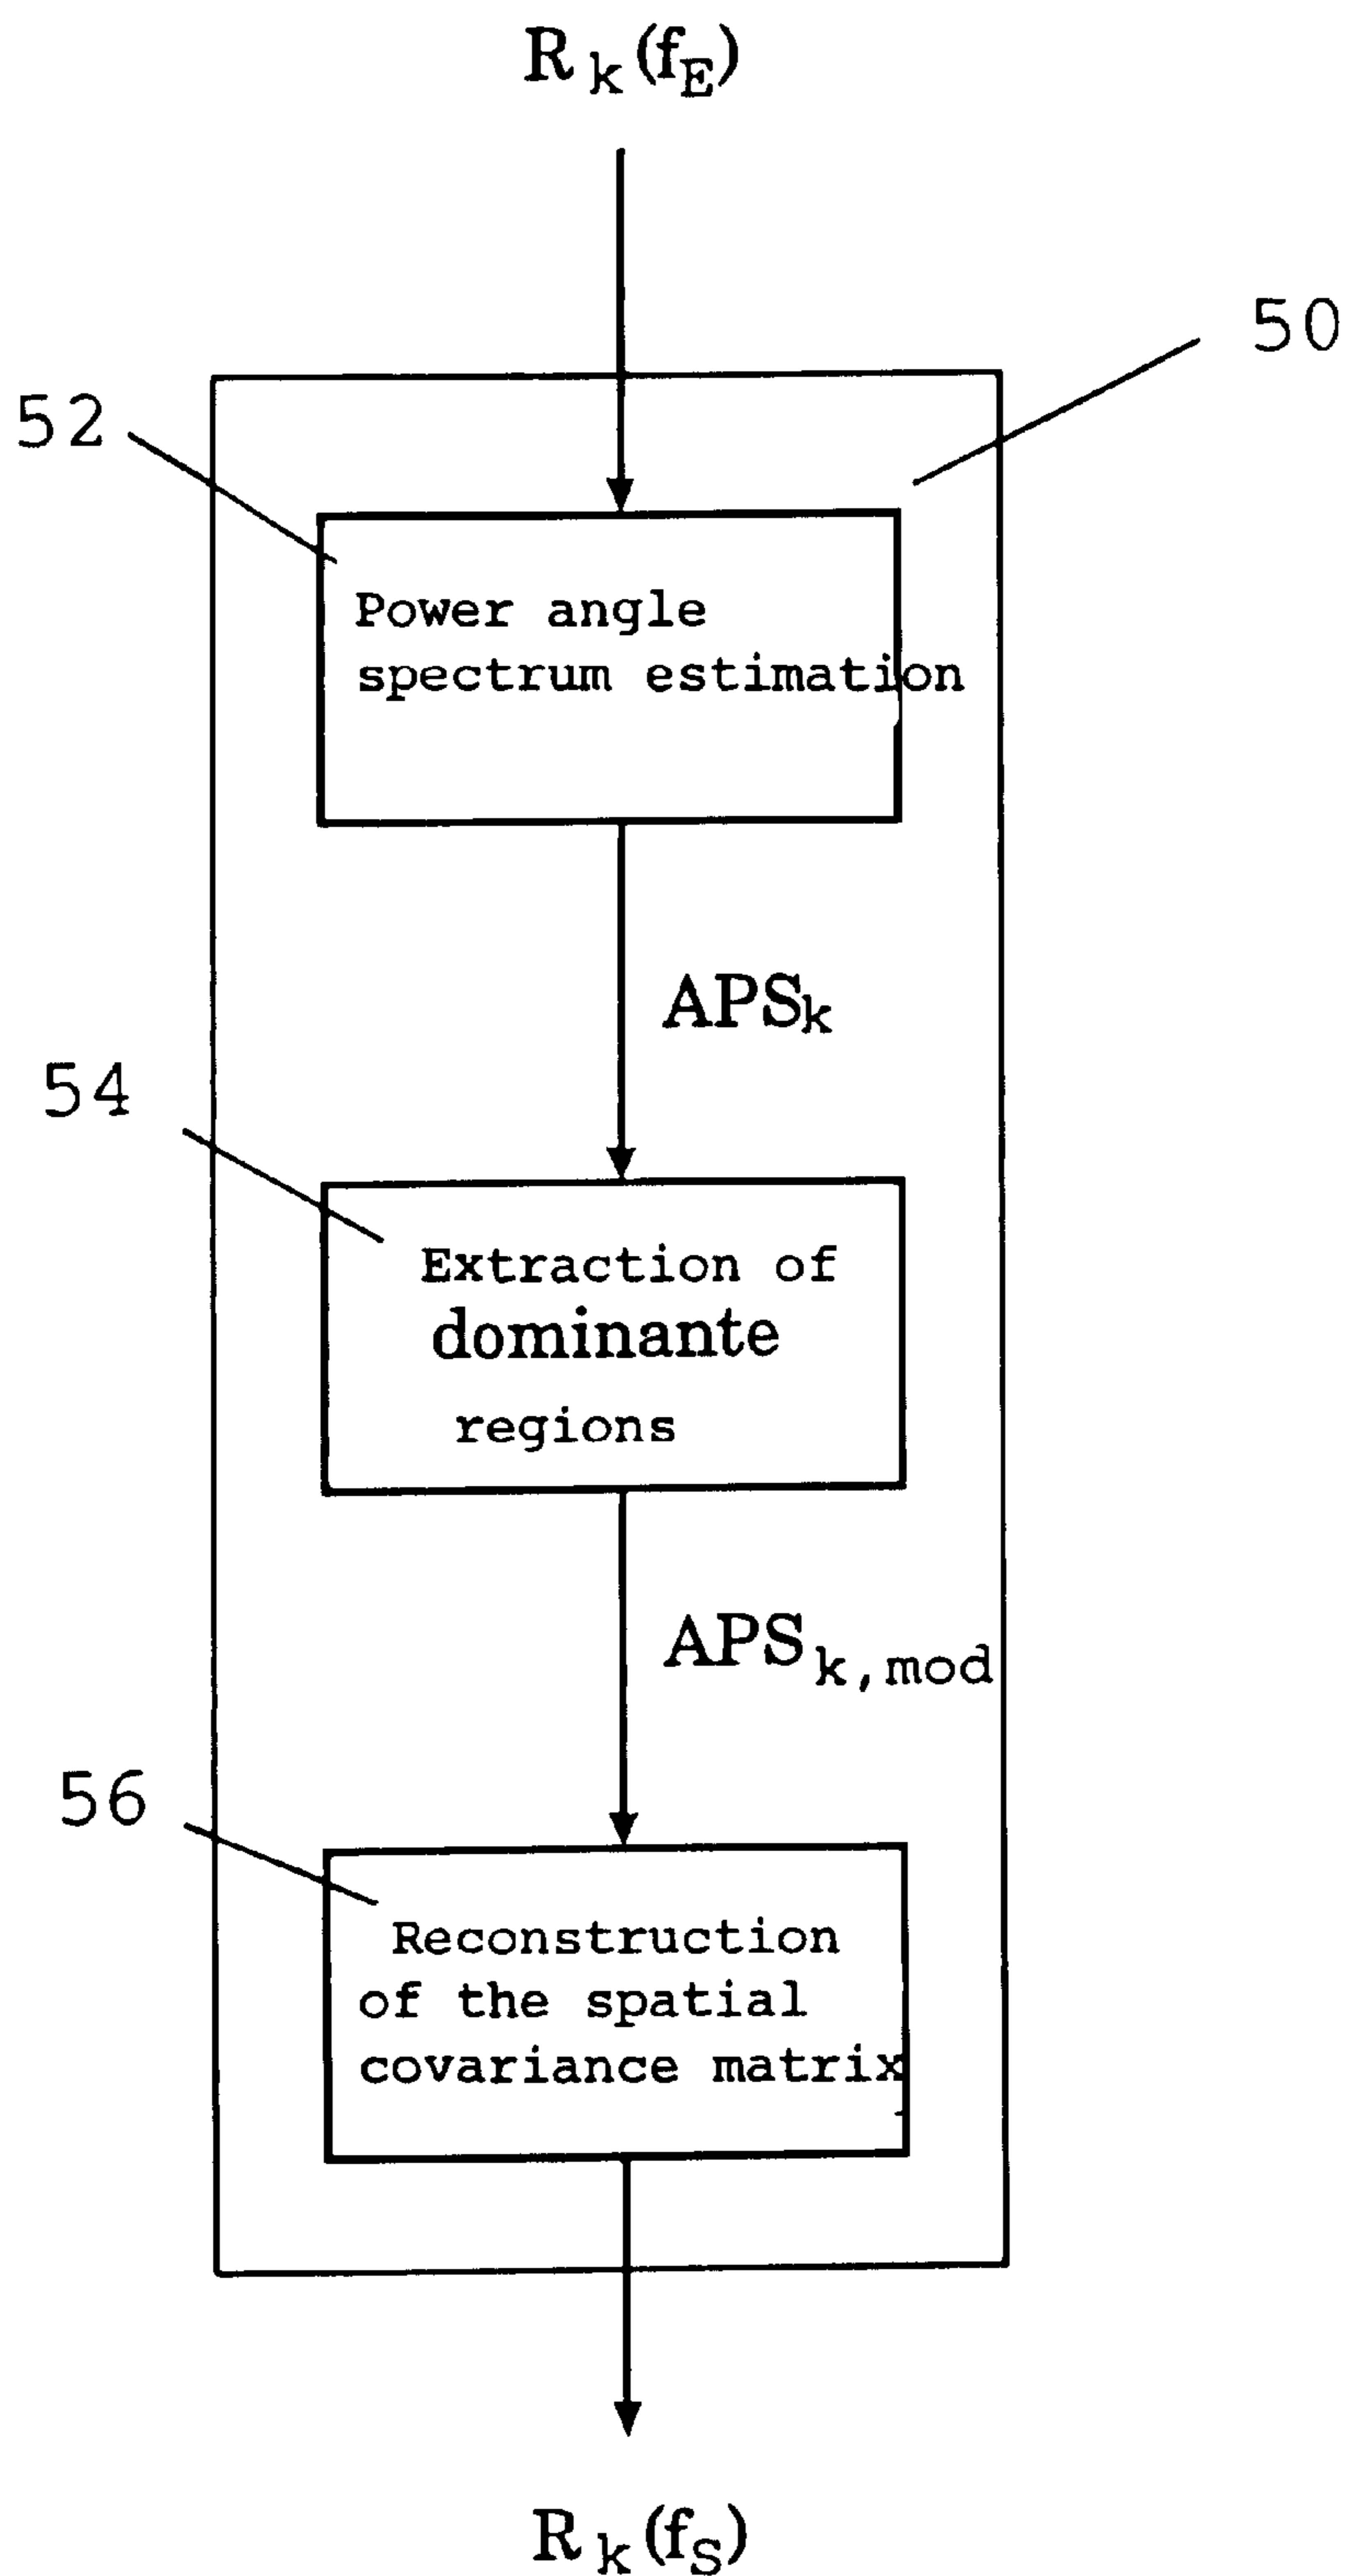 R k (fE)
50
52
Power angle
spectrum estimation
APSk
54
Extraction of
dominante
regions
APS k,mod
56
Reconstruction
of the spatial
covariance matrix
R k (fS)